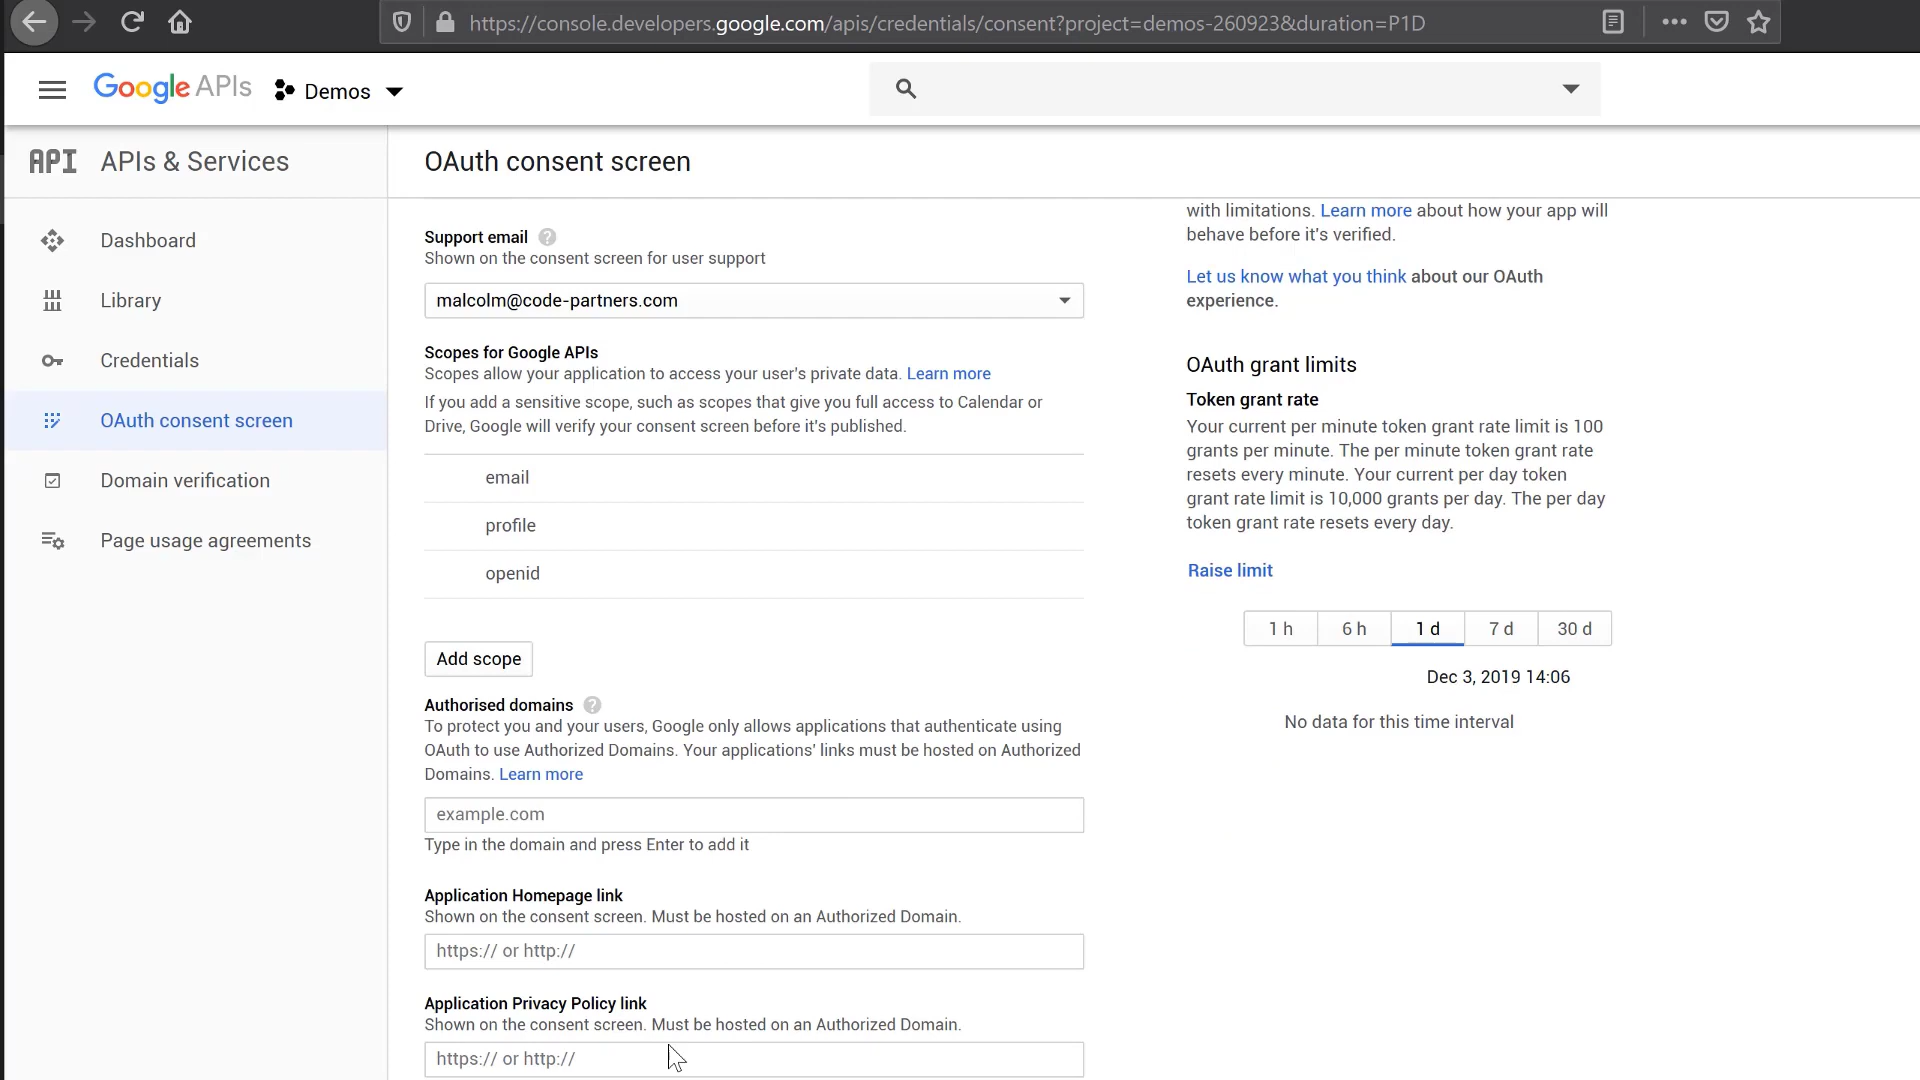 https://console.developers.google.com/apis/credentials/consent?project=demos-260923&duration=P1D
Google APIs
Demos
API APIs & Services
Dashboard
Library
Credentials
OAuth consent screen
Domain verification
Page usage agreements
OAuth consent screen
Support email ?
Shown on the consent screen for user support
malcolm@code-partners.com
Scopes for Google APIs
Scopes allow your application to access your user's private data. Learn more
If you add a sensitive scope, such as scopes that give you full access to Calendar or
Drive, Google will verify your consent screen before it's published.
email
profile
openid
Add scope
Authorised domains ?
To protect you and your users, Google only allows applications that authenticate using
OAuth to use Authorized Domains. Your applications' links must be hosted on Authorized
Domains. Learn more
example.com
Type in the domain and press Enter to add it
Application Homepage link
Shown on the consent screen. Must be hosted on an Authorized Domain.
https:// or http://
Application Privacy Policy link
Shown on the consent screen. Must be hosted on an Authorized Domain.
https:// or http://
with limitations. Learn more about how your app will
behave before it's verified.
Let us know what you think about our OAuth
experience.
OAuth grant limits
Token grant rate
Your current per minute token grant rate limit is 100
grants per minute. The per minute token grant rate
resets every minute. Your current per day token
grant rate limit is 10,000 grants per day. The per day
token grant rate resets every day.
Raise limit
1 h 6 h 1 d 7 d 30 d
Dec 3, 2019 14:06
No data for this time interval